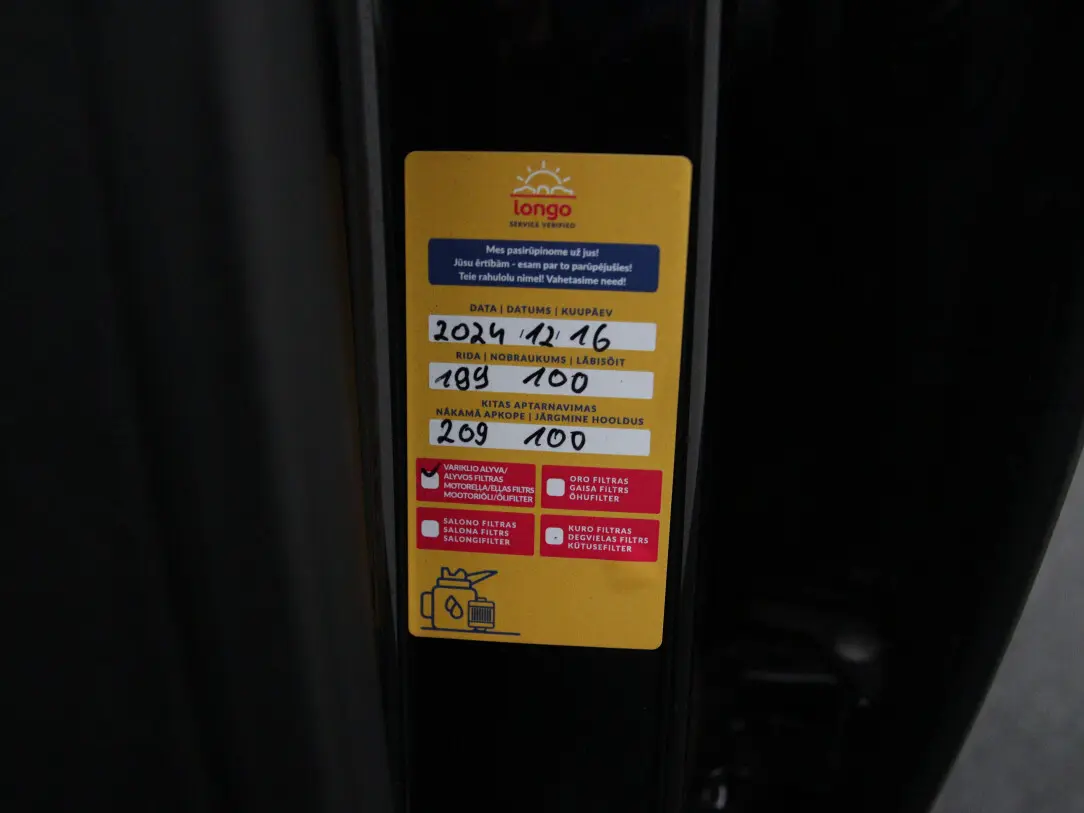 longo
SERVICE VERIFIED
Mes pasirūpinome už jus!
Jūsu ērtībām - esam par to parūpējušies!
Teie rahulolu nimel! Vahetasime need!
DATA | DATUMS | KUUPÄEV
2024 12 16
RIDA | NOBRAUKUMS | LÄBISÕIT
199 100
KITAS APTARNAVIMAS
NĀKAMĀ APKOPE | JÄRGMINE HOOLDUS
209 100
VARIKLIO ALYVA/
ALYVOS FILTRAS
MOTOREĻĻA/EĻĻAS FILTRS
MOOTORIÕLI/ÕLIFILTER
ORO FILTRAS
GAISA FILTRS
ÕHUFILTER
SALONO FILTRAS
SALONA FILTRS
SALONGIFILTER
KURO FILTRAS
DEGVIELAS FILTRS
KÜTUSEFILTER